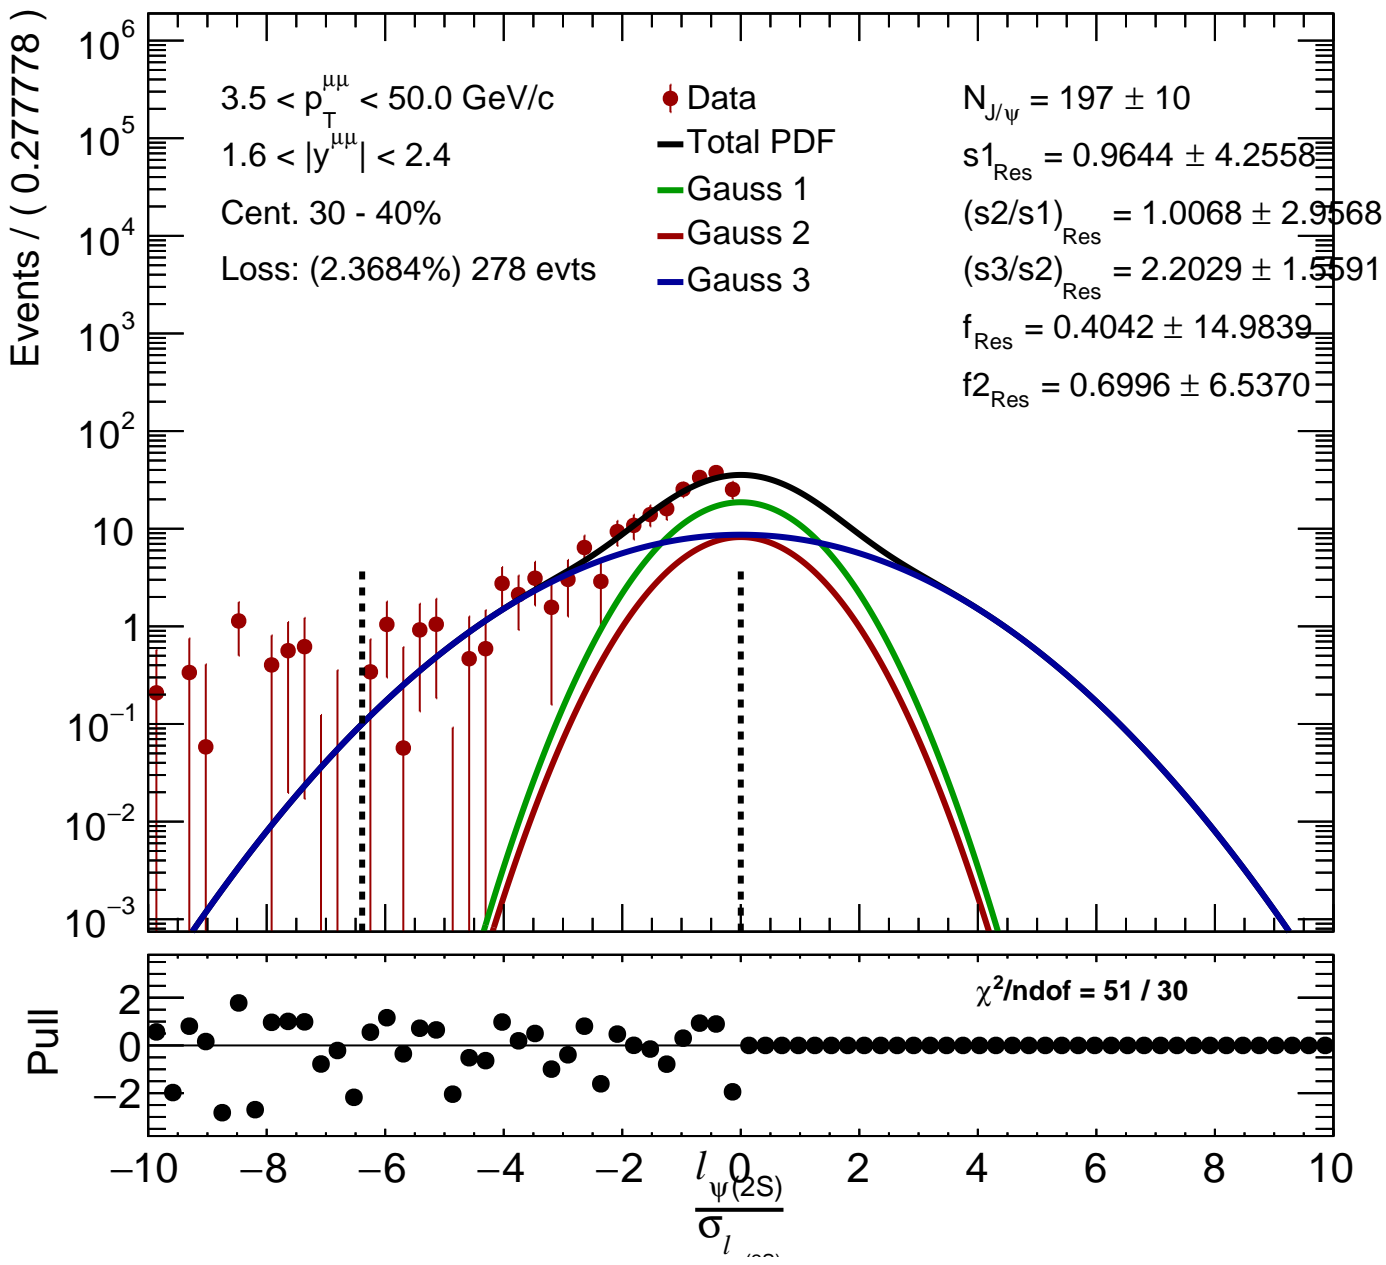 Events / ( 0.277778 )
10^6
10^5
10^4
10^3
10^2
10
1
10^−1
10^−2
10^−3
3.5 < p_T^μμ < 50.0 GeV/c
1.6 < |y^μμ| < 2.4
Cent. 30 - 40%
Loss: (2.3684%) 278 evts
Data
Total PDF
Gauss 1
Gauss 2
Gauss 3
N_J/ψ = 197 ± 10
s1_Res = 0.9644 ± 4.2558
(s2/s1)_Res = 1.0068 ± 2.9568
(s3/s2)_Res = 2.2029 ± 1.5591
f_Res = 0.4042 ± 14.9839
f2_Res = 0.6996 ± 6.5370
Pull
2
0
−2
χ²/ndof = 51 / 30
−10 −8 −6 −4 −2 0 2 4 6 8 10
l_ψ(2S)
σ_l